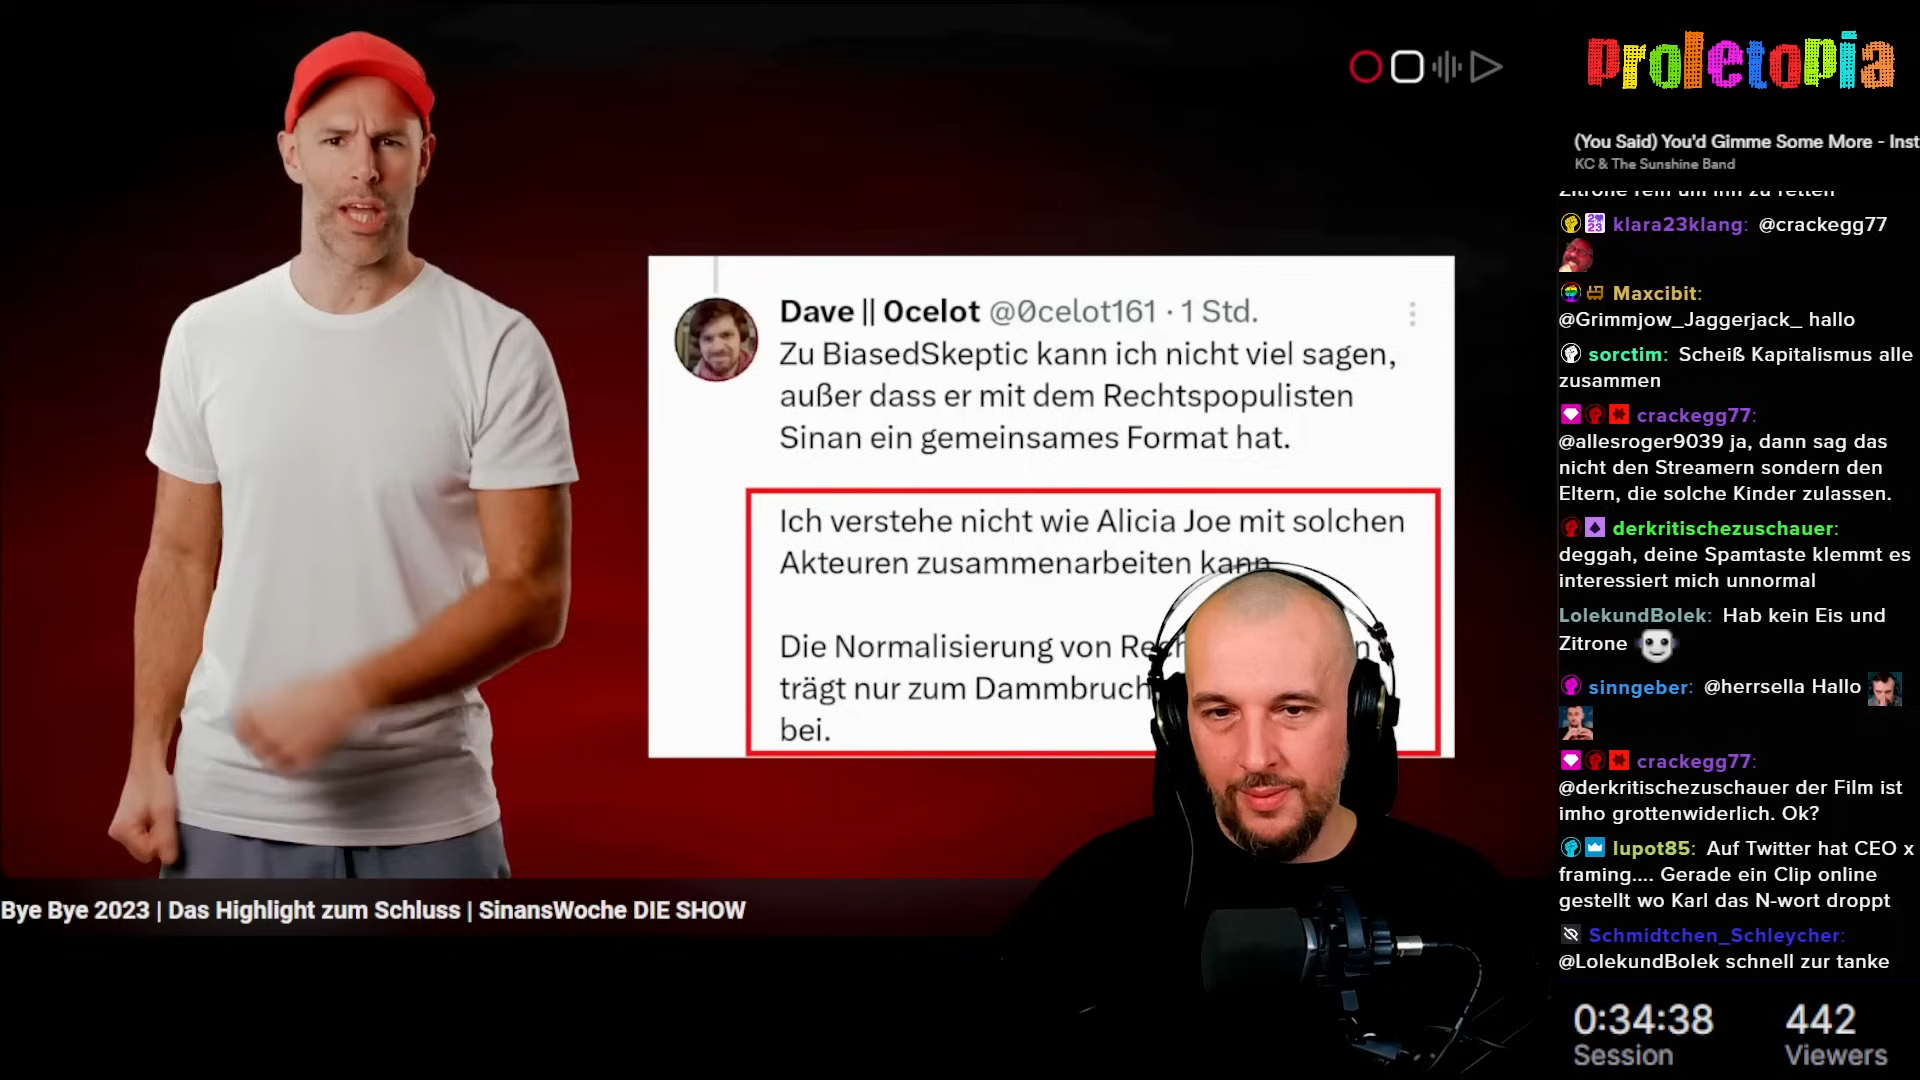 Proletopia
(You Said) You'd Gimme Some More - Inst
KC & The Sunshine Band
Zitrone rein um ihn zu retten
klara23klang: @crackegg77
Maxcibit:
@Grimmjow_Jaggerjack_ hallo
sorctim: Scheiß Kapitalismus alle
zusammen
crackegg77:
@allesroger9039 ja, dann sag das
nicht den Streamern sondern den
Eltern, die solche Kinder zulassen.
derkritischezuschauer:
deggah, deine Spamtaste klemmt es
interessiert mich unnormal
LolekundBolek: Hab kein Eis und
Zitrone
sinngeber: @herrsella Hallo
crackegg77:
@derkritischezuschauer der Film ist
imho grottenwiderlich. Ok?
lupot85: Auf Twitter hat CEO x
framing.... Gerade ein Clip online
gestellt wo Karl das N-wort droppt
Schmidtchen_Schleycher:
@LolekundBolek schnell zur tanke
0:34:38
Session
442
Viewers
Dave || 0celot @0celot161 · 1 Std.
Zu BiasedSkeptic kann ich nicht viel sagen,
außer dass er mit dem Rechtspopulisten
Sinan ein gemeinsames Format hat.
Ich verstehe nicht wie Alicia Joe mit solchen
Akteuren zusammenarbeiten kann
Die Normalisierung von
trägt nur zum Dammbruch
bei.
Bye Bye 2023 | Das Highlight zum Schluss | SinansWoche DIE SHOW